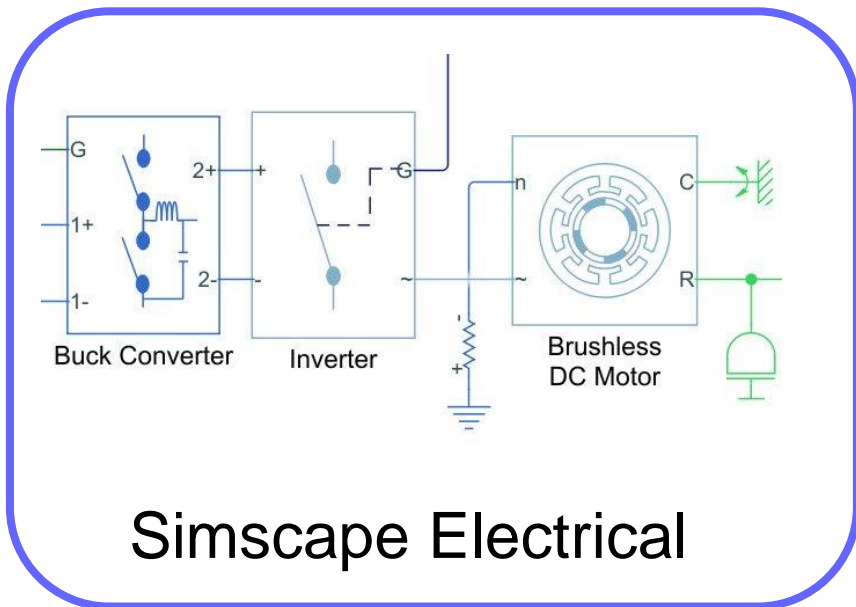 G
1+
1-
2+
2-
Buck Converter
+
-
G
~
Inverter
-
+
n
~
C
R
Brushless
DC Motor
Simscape Electrical